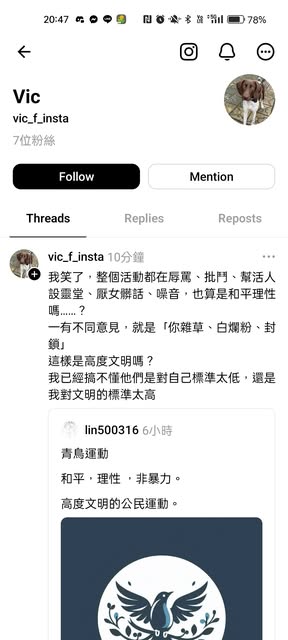 20:47
78%
Vic
vic_f_insta
7位粉絲
Follow
Mention
Threads
Replies
Reposts
vic_f_insta 10分鐘
我笑了，整個活動都在辱罵、批鬥、幫活人
設靈堂、厭女髒話、噪音，也算是和平理性
嗎......？
一有不同意見，就是「你雜草、白爛粉、封
鎖」
這樣是高度文明嗎？
我已經搞不懂他們是對自己標準太低，還是
我對文明的標準太高
lin500316 6小時
青鳥運動
和平，理性 ，非暴力。
高度文明的公民運動。